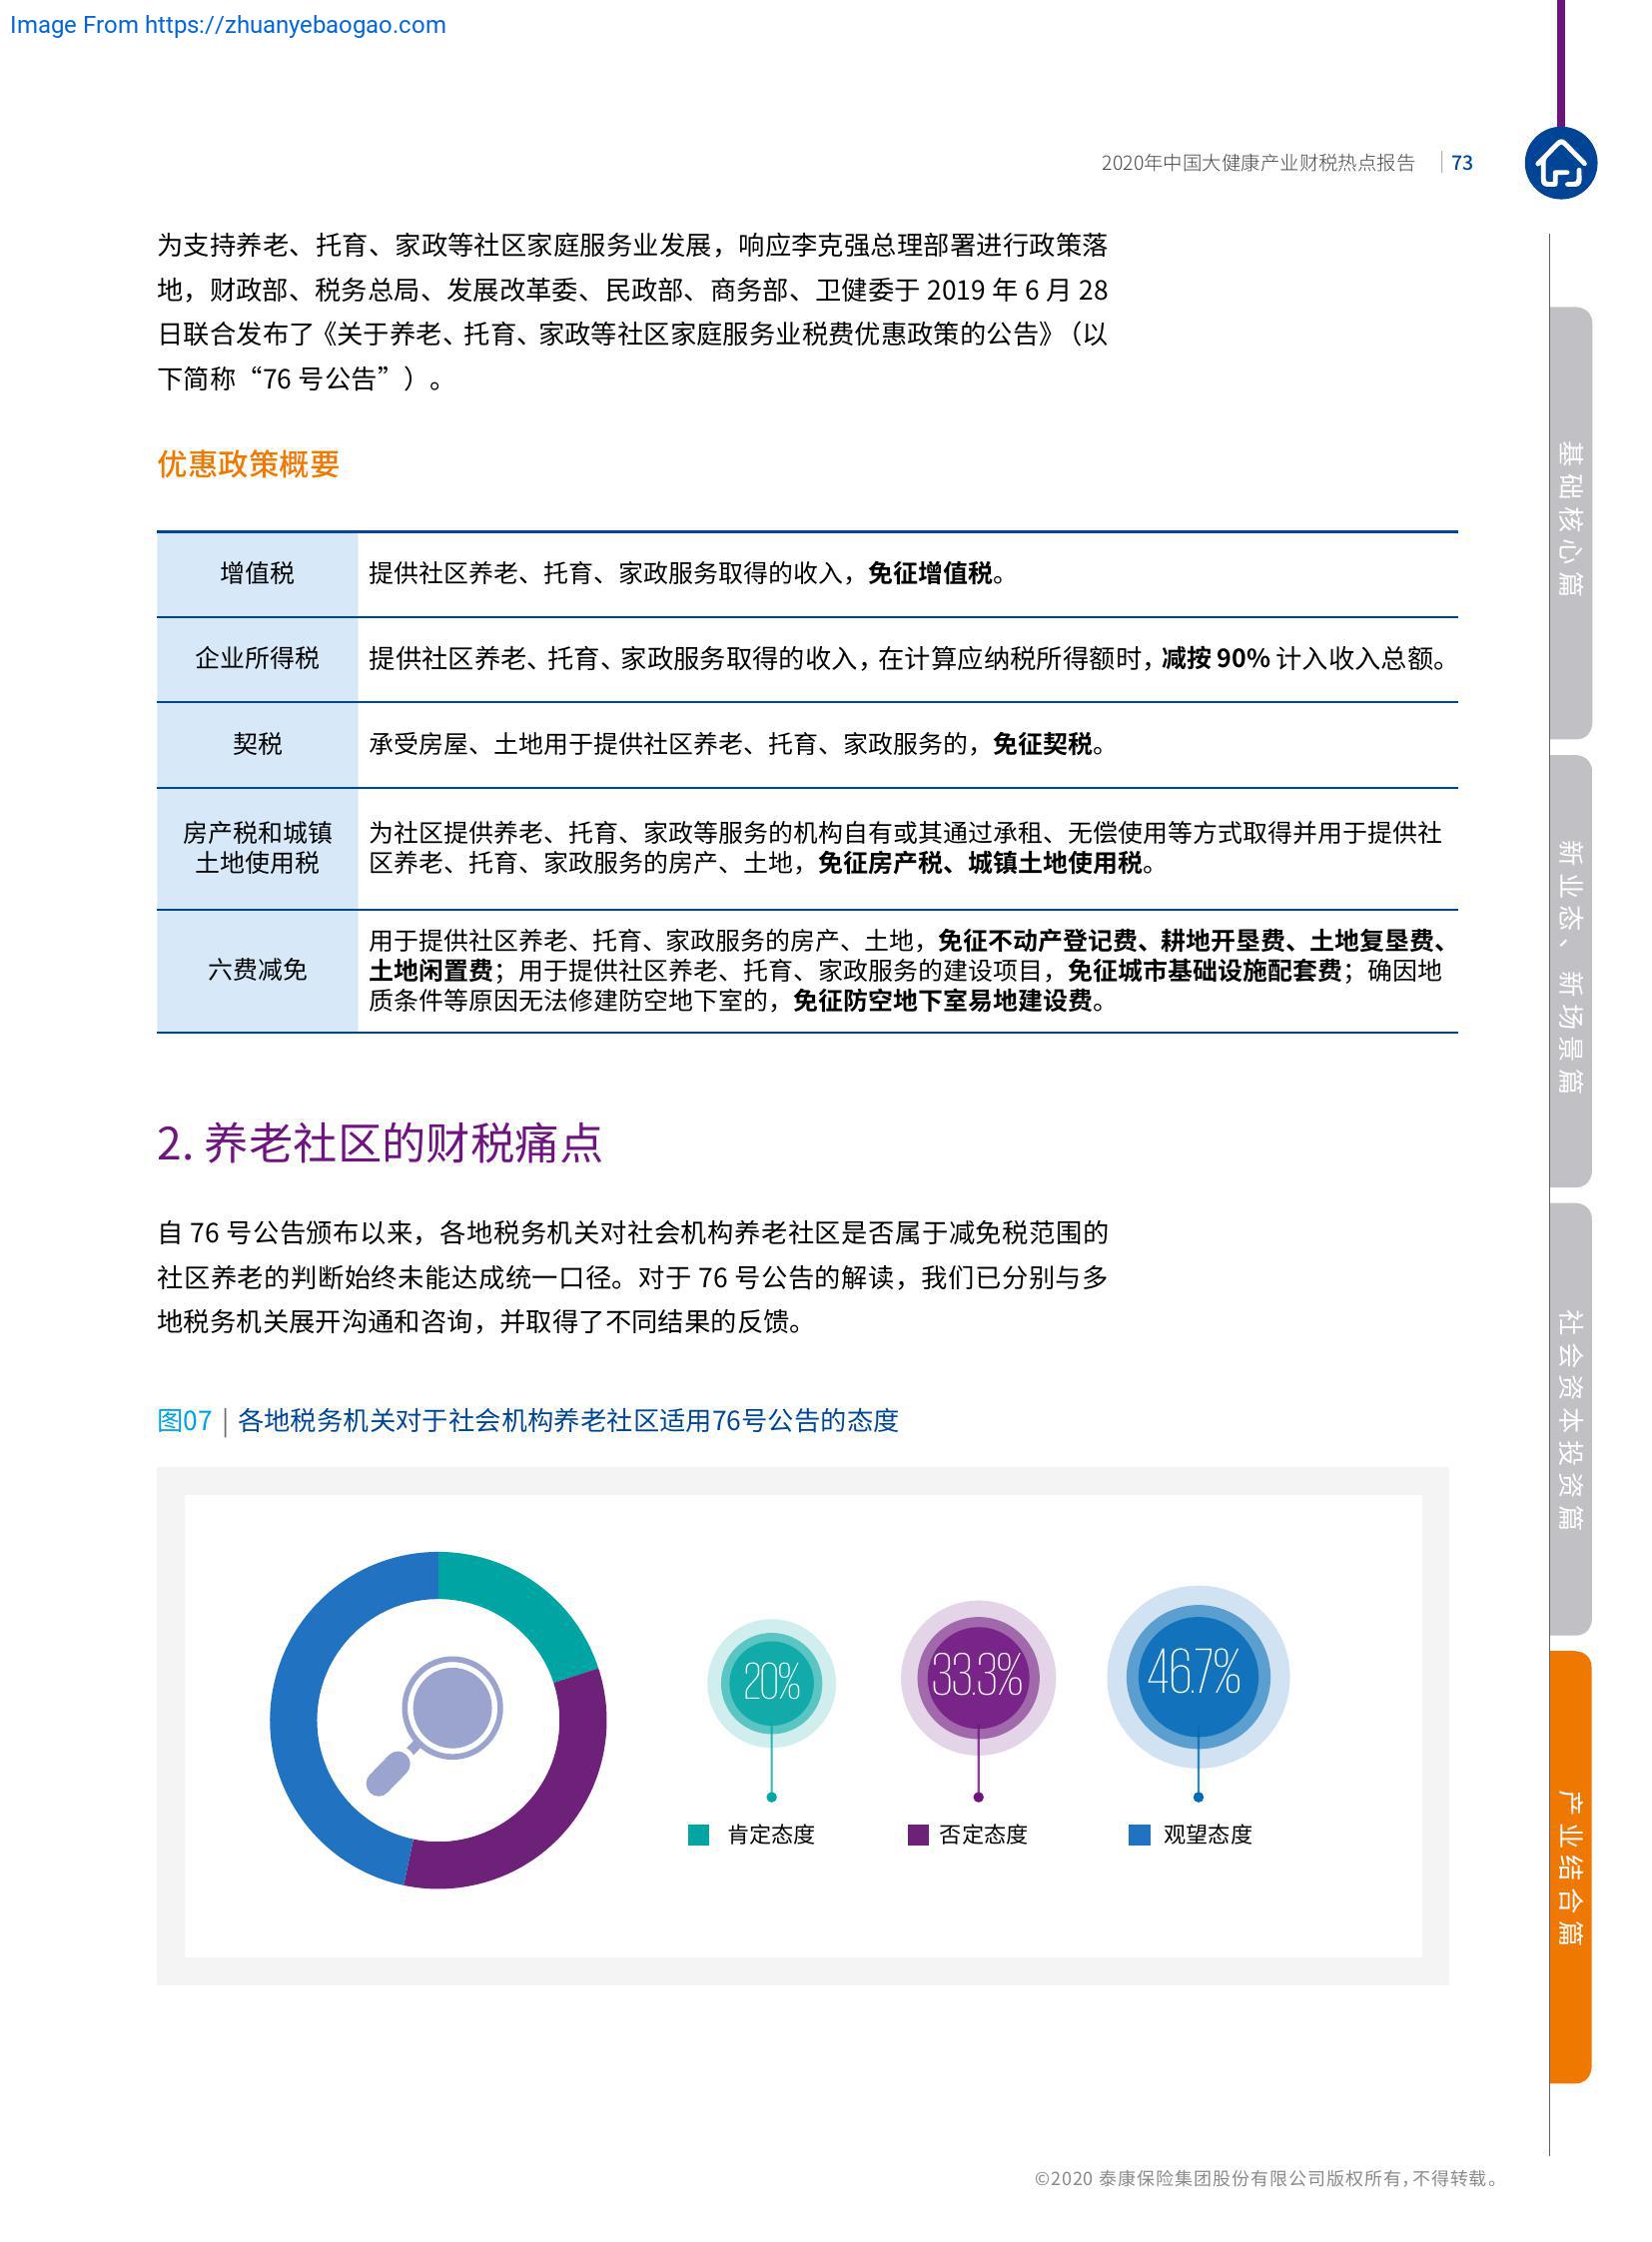 Image From https://zhuanyebaogao.com
2020年中国大健康产业财税热点报告 73
为支持养老、托育、家政等社区家庭服务业发展，响应李克强总理部署进行政策落
地，财政部、税务总局、发展改革委、民政部、商务部、卫健委于 2019 年 6 月 28
日联合发布了《关于养老、托育、家政等社区家庭服务业税费优惠政策的公告》（以
下简称“76 号公告”）。
优惠政策概要
增值税
提供社区养老、托育、家政服务取得的收入，免征增值税。
企业所得税
提供社区养老、托育、家政服务取得的收入，在计算应纳税所得额时，减按 90% 计入收入总额。
契税
承受房屋、土地用于提供社区养老、托育、家政服务的，免征契税。
房产税和城镇
土地使用税
为社区提供养老、托育、家政等服务的机构自有或其通过承租、无偿使用等方式取得并用于提供社
区养老、托育、家政服务的房产、土地，免征房产税、城镇土地使用税。
六费减免
用于提供社区养老、托育、家政服务的房产、土地，免征不动产登记费、耕地开垦费、土地复垦费、
土地闲置费；用于提供社区养老、托育、家政服务的建设项目，免征城市基础设施配套费；确因地
质条件等原因无法修建防空地下室的，免征防空地下室易地建设费。
2. 养老社区的财税痛点
自 76 号公告颁布以来，各地税务机关对社会机构养老社区是否属于减免税范围的
社区养老的判断始终未能达成统一口径。对于 76 号公告的解读，我们已分别与多
地税务机关展开沟通和咨询，并取得了不同结果的反馈。
图07 | 各地税务机关对于社会机构养老社区适用76号公告的态度
20% 33.3% 46.7%
肯定态度 否定态度 观望态度
基础核心篇
新业态、新场景篇
社会资本投资篇
产业结合篇
©2020 泰康保险集团股份有限公司版权所有，不得转载。